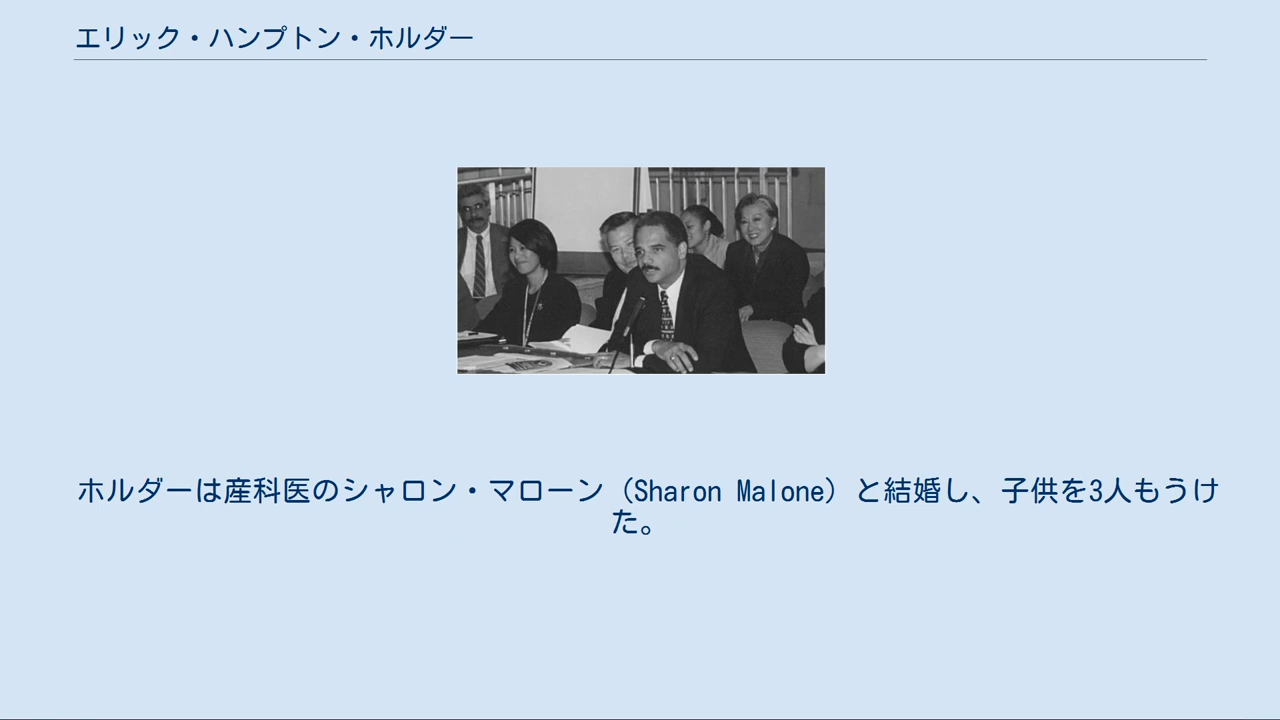 エリック・ハンプトン・ホルダー
ホルダーは産科医のシャロン・マローン（Sharon Malone）と結婚し、子供を3人もうけ
た。